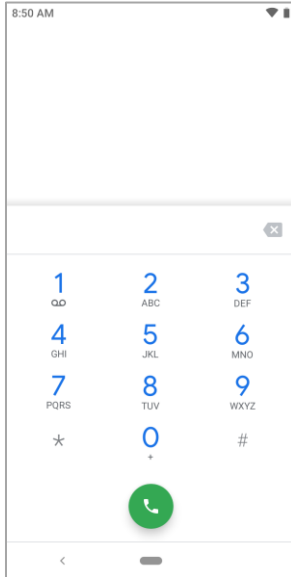 8:50 AM
1 2 3
ABC DEF
4 5 6
GHI JKL MNO
7 8 9
PQRS TUV WXYZ
* 0 #
+